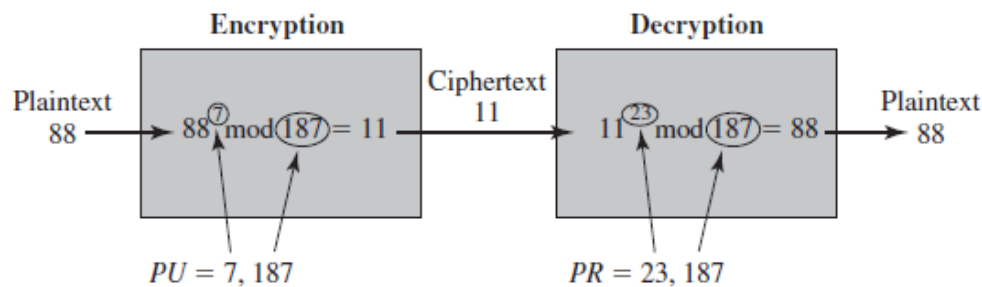 Encryption
Decryption
Plaintext
88
88^7 mod 187 = 11
Ciphertext
11
11^23 mod 187 = 88
Plaintext
88
PU = 7, 187
PR = 23, 187